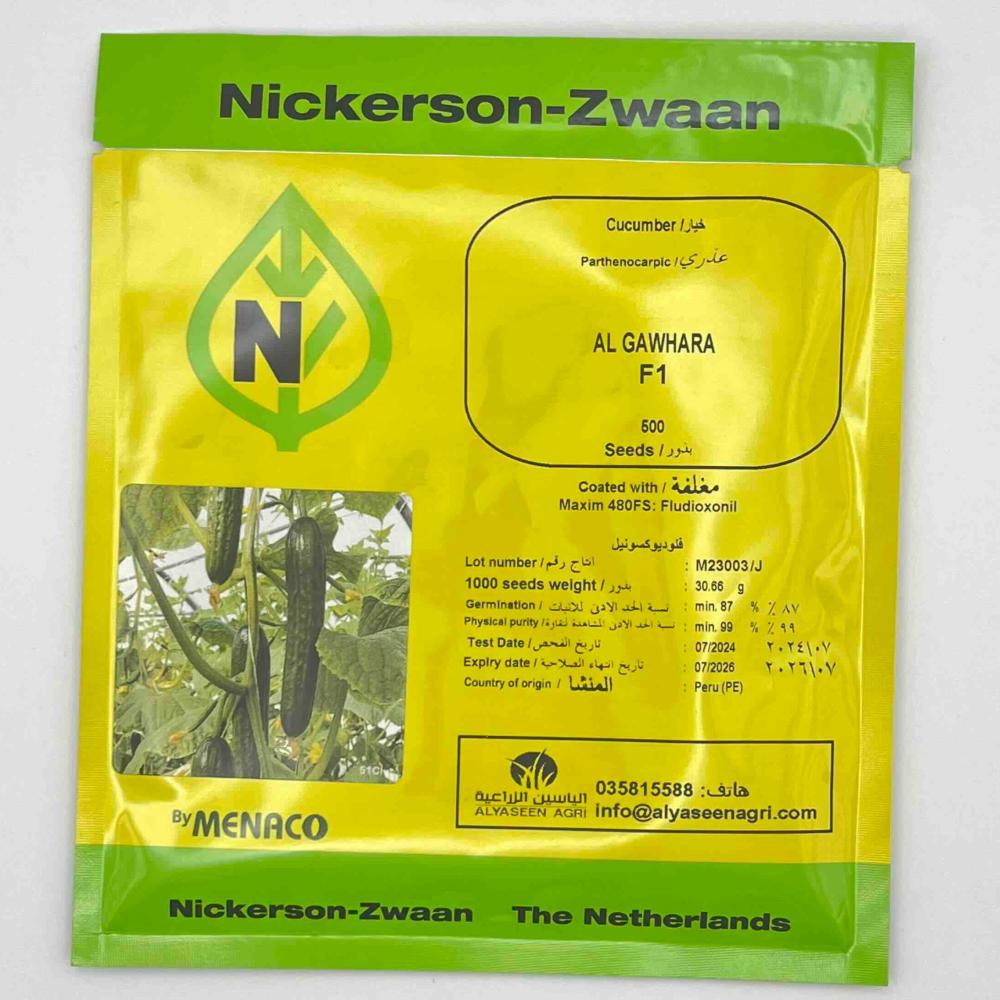 Nickerson-Zwaan
N
Cucumber / خيار
Parthenocarpic / عذري
AL GAWHARA
F1
500
Seeds / بذور
Coated with / مغلفة
Maxim 480FS: Fludioxonil
فلوديوكسونيل
Lot number / انتاج رقم : M23003/J
1000 seeds weight / بذور : 30.66 g
Germination / نسبة الحد الادنى للانبات : min. 87 % ٪ ٨٧
Physical purity / نسبة الحد الادنى المشاهدة لنقاوة : min. 99 % ٪ ٩٩
Test Date / تاريخ الفحص : 07/2024 ٢٠٢٤\٠٧
Expiry date / تاريخ انتهاء الصلاحية : 07/2026 ٢٠٢٦\٠٧
Country of origin / المنشا : Peru (PE)
الياسين الزراعية
ALYASEEN AGRI
هاتف: 035815588
info@alyaseenagri.com
By MENACO
Nickerson-Zwaan The Netherlands